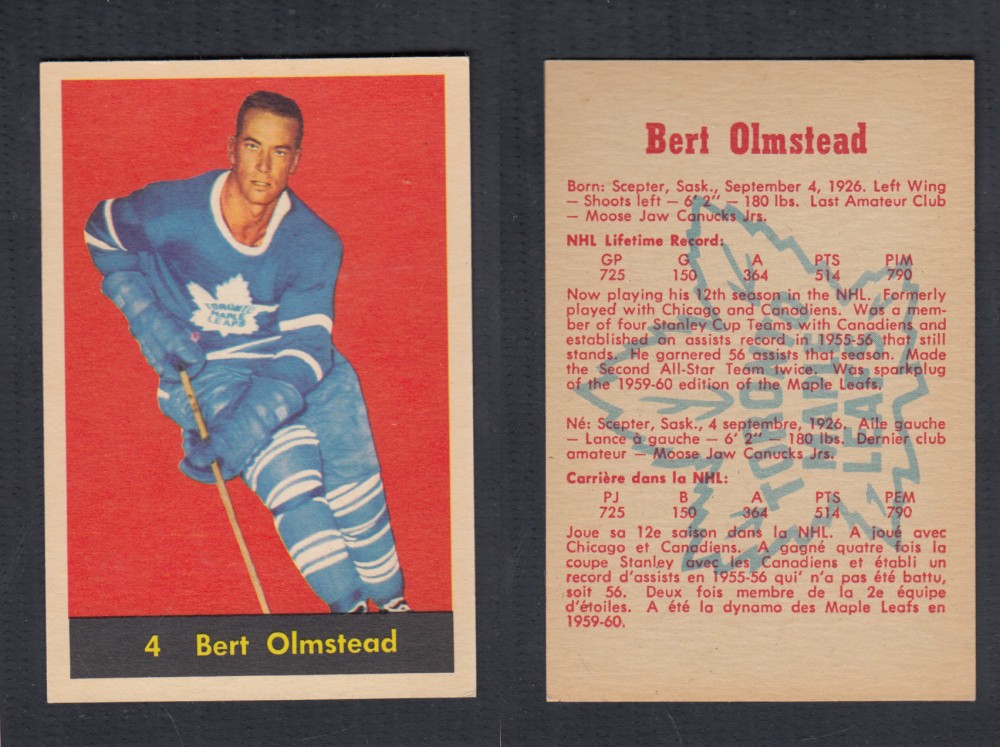 TORONTO
MAPLE
LEAFS
4 Bert Olmstead
Bert Olmstead
Born: Scepter, Sask., September 4, 1926. Left Wing
— Shoots left — 6' 2" — 180 lbs. Last Amateur Club
— Moose Jaw Canucks Jrs.
NHL Lifetime Record:
GP G A PTS PIM
725 150 364 514 790
Now playing his 12th season in the NHL. Formerly
played with Chicago and Canadiens. Was a mem-
ber of four Stanley Cup Teams with Canadiens and
established an assists record in 1955-56 that still
stands. He garnered 56 assists that season. Made
the Second All-Star Team twice. Was sparkplug
of the 1959-60 edition of the Maple Leafs.
Né: Scepter, Sask., 4 septembre, 1926. Aile gauche
— Lance à gauche — 6' 2" — 180 lbs. Dernier club
amateur — Moose Jaw Canucks Jrs.
Carrière dans la NHL:
PJ B A PTS PEM
725 150 364 514 790
Joue sa 12e saison dans la NHL. A joué avec
Chicago et Canadiens. A gagné quatre fois la
coupe Stanley avec les Canadiens et établi un
record d'assists en 1955-56 qui' n'a pas été battu,
soit 56. Deux fois membre de la 2e équipe
d'étoiles. A été la dynamo des Maple Leafs en
1959-60.
TORONTO
MAPLE
LEAFS